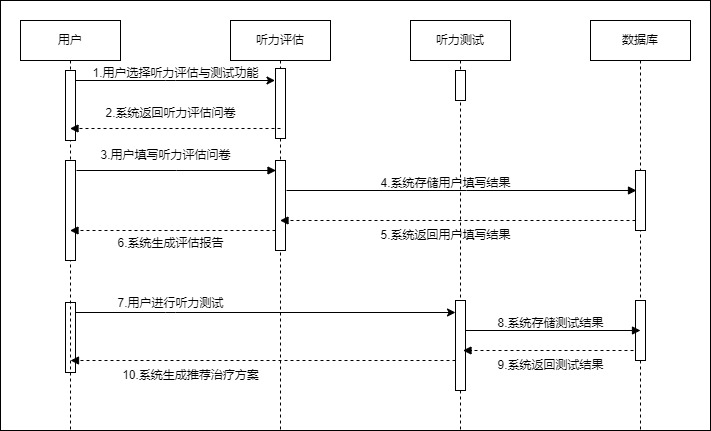 用户
听力评估
听力测试
数据库
1.用户选择听力评估与测试功能
2.系统返回听力评估问卷
3.用户填写听力评估问卷
4.系统存储用户填写结果
5.系统返回用户填写结果
6.系统生成评估报告
7.用户进行听力测试
8.系统存储测试结果
9.系统返回测试结果
10.系统生成推荐治疗方案